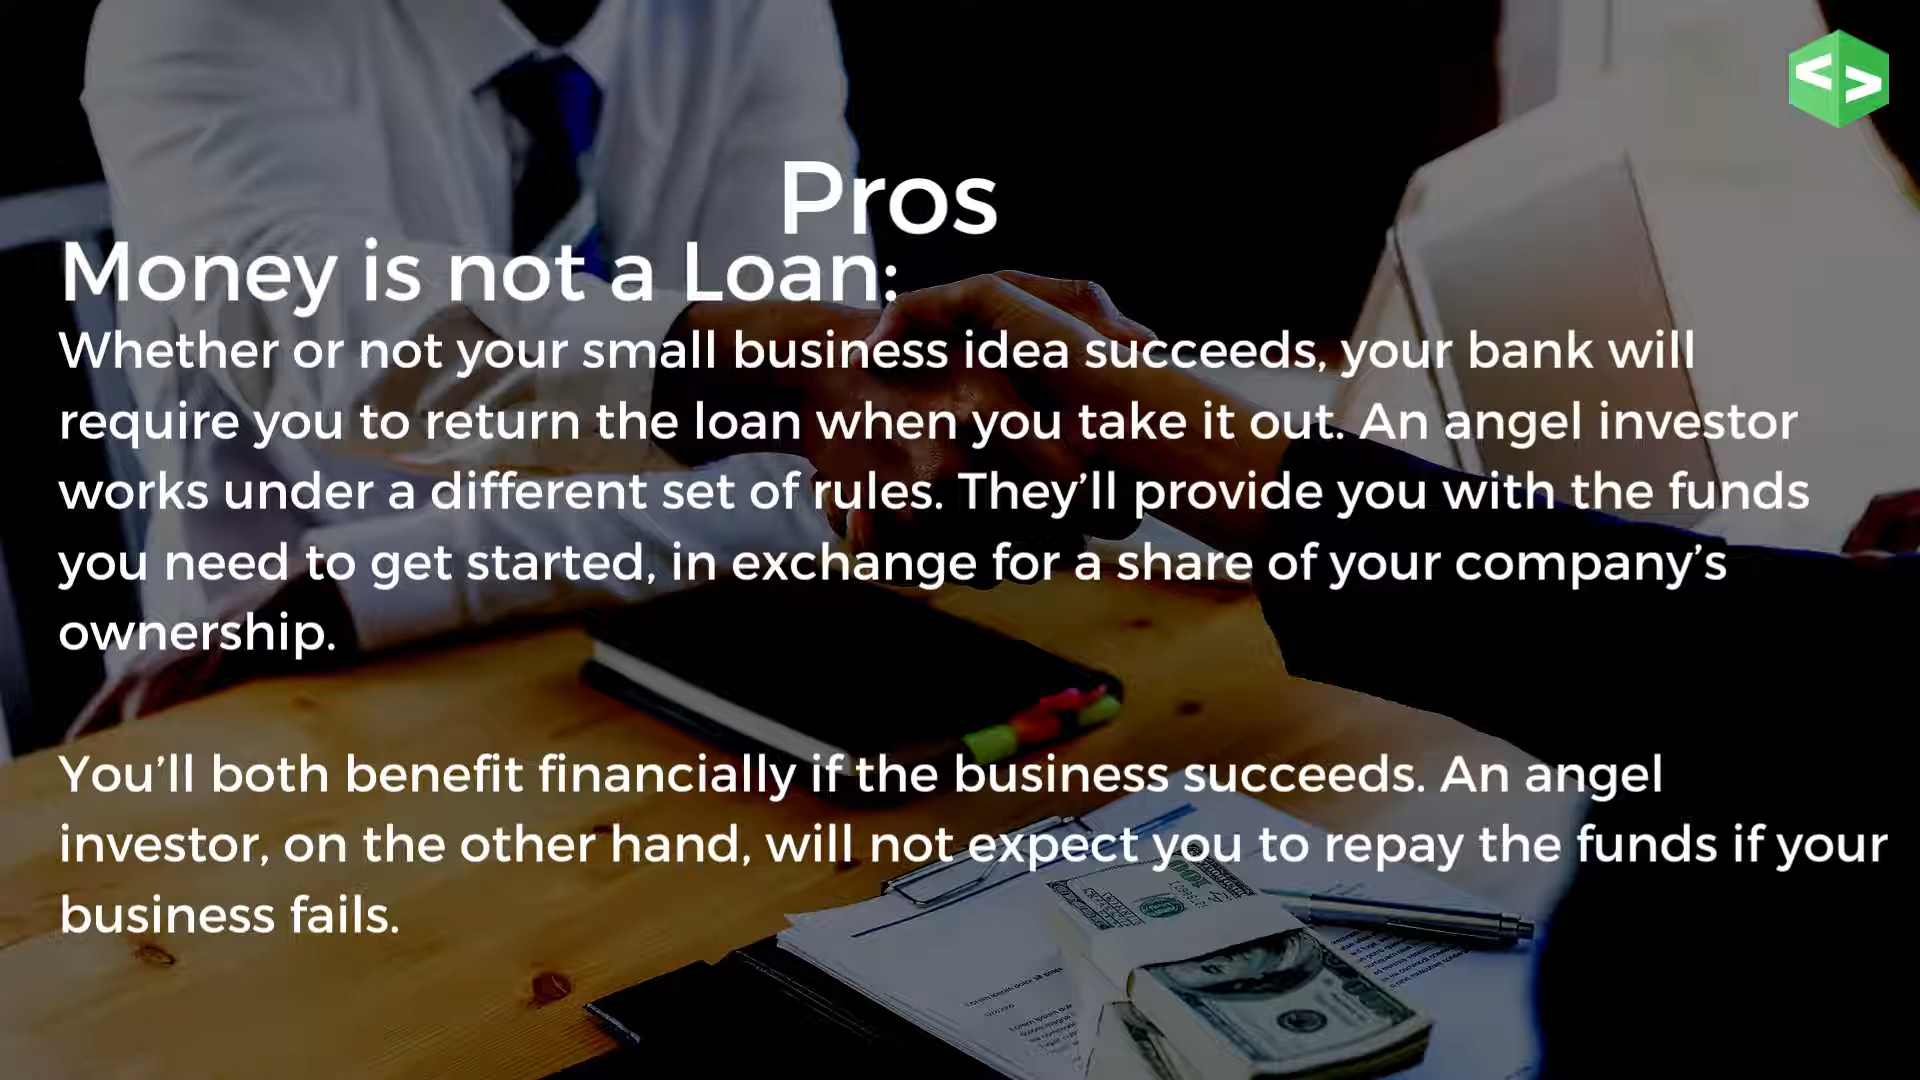 Pros
Money is not a Loan:
Whether or not your small business idea succeeds, your bank will
require you to return the loan when you take it out. An angel investor
works under a different set of rules. They’ll provide you with the funds
you need to get started, in exchange for a share of your company’s
ownership.
You’ll both benefit financially if the business succeeds. An angel
investor, on the other hand, will not expect you to repay the funds if your
business fails.